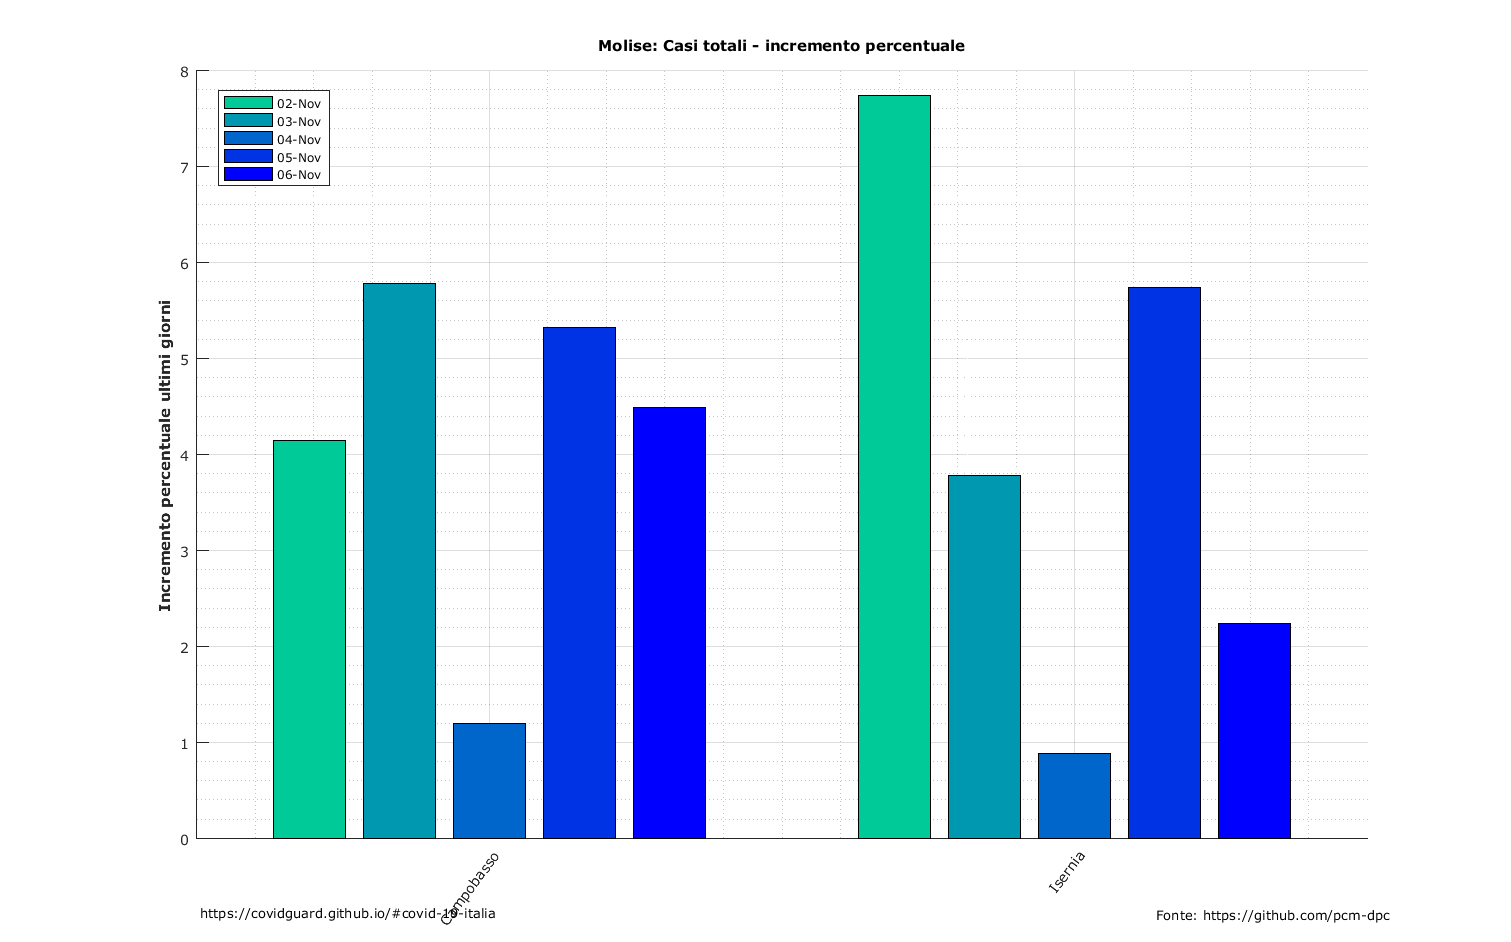 Molise: Casi totali - incremento percentuale
8
7
6
5
4
3
2
1
0
Incremento percentuale ultimi giorni
02-Nov
03-Nov
04-Nov
05-Nov
06-Nov
Campobasso
Isernia
https://covidguard.github.io/#covid-19-italia
Fonte: https://github.com/pcm-dpc